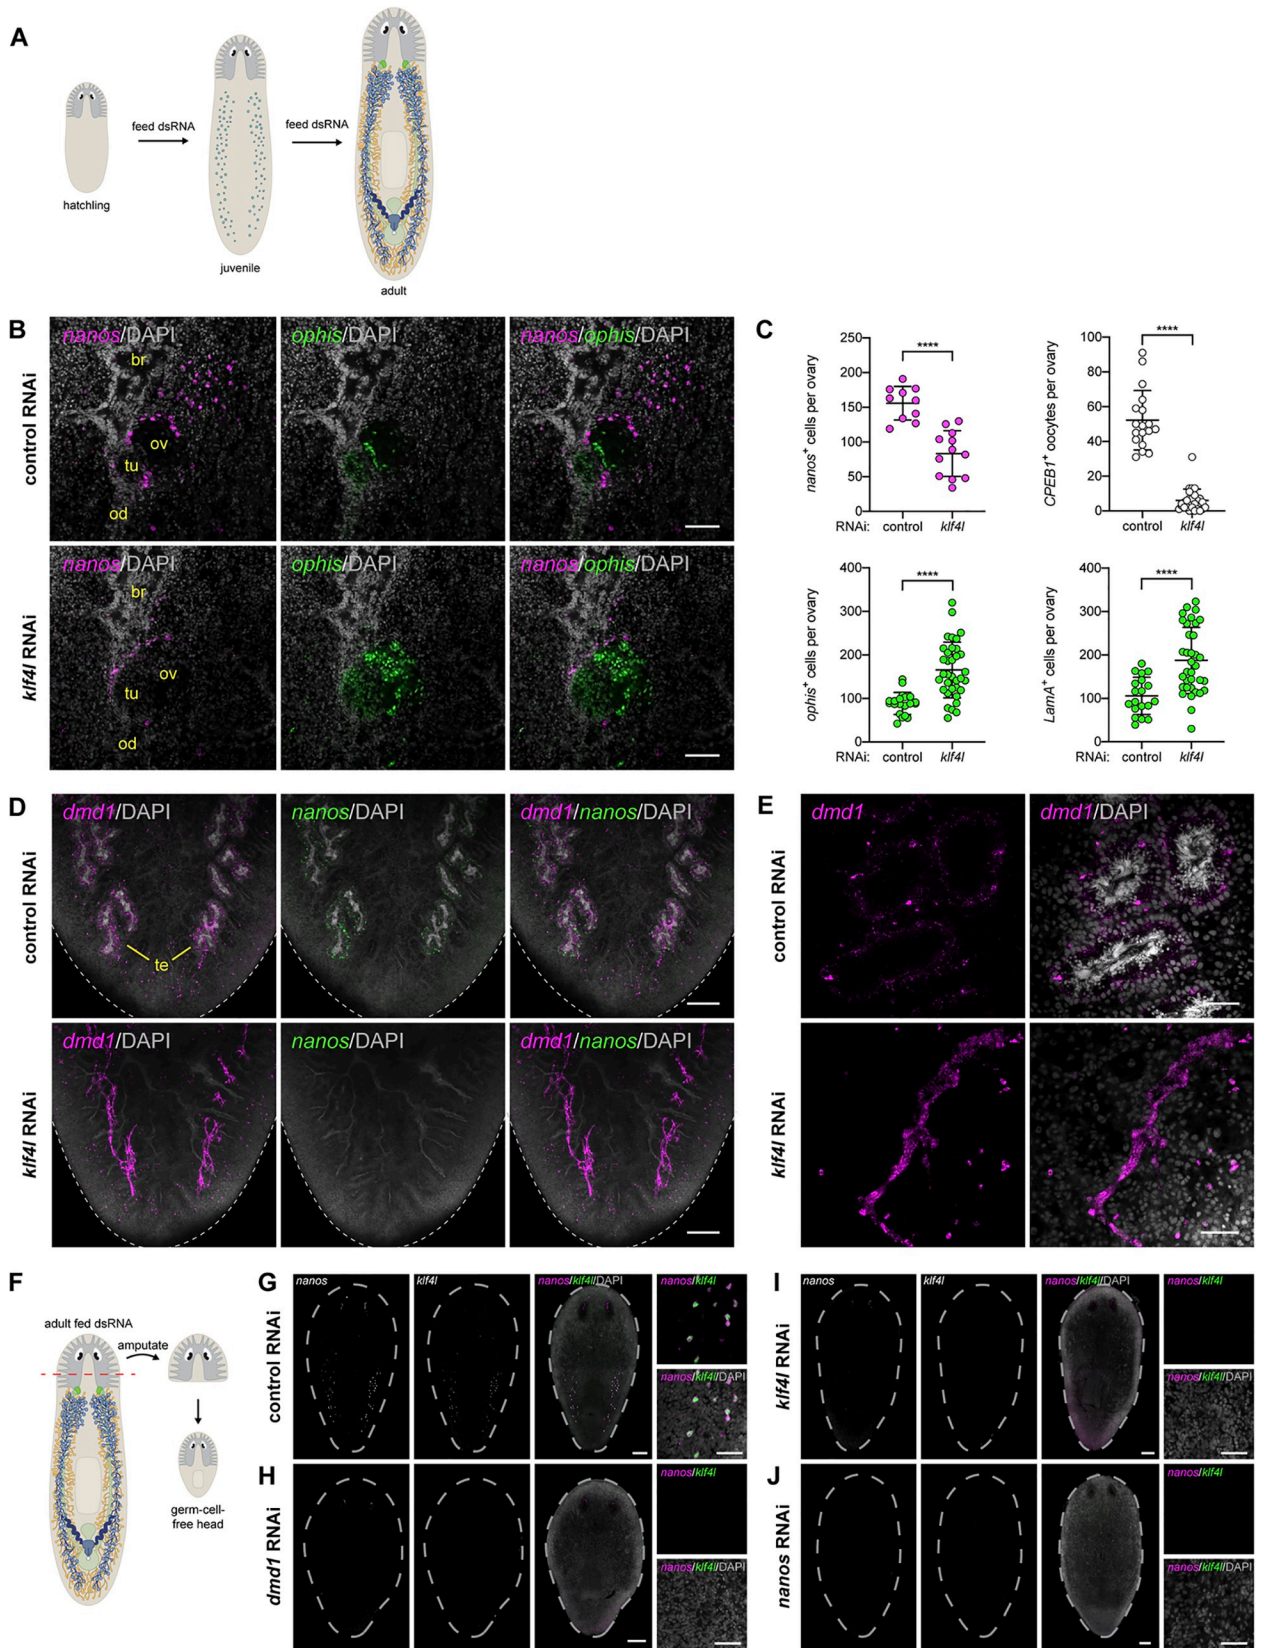 A
hatchling
feed dsRNA
juvenile
feed dsRNA
adult
B
control RNAi
nanos/DAPI
br
ov
tu
od
ophis/DAPI
nanos/ophis/DAPI
klf4l RNAi
nanos/DAPI
br
ov
tu
od
ophis/DAPI
nanos/ophis/DAPI
C
nanos+ cells per ovary
250
200
150
100
50
0
****
RNAi: control klf4l
CPEB1+ oocytes per ovary
100
80
60
40
20
0
****
control klf4l
ophis+ cells per ovary
400
300
200
100
0
****
RNAi: control klf4l
LamA+ cells per ovary
400
300
200
100
0
****
RNAi: control klf4l
D
control RNAi
dmd1/DAPI
te
nanos/DAPI
dmd1/nanos/DAPI
klf4l RNAi
dmd1/DAPI
nanos/DAPI
dmd1/nanos/DAPI
E
control RNAi
dmd1
dmd1/DAPI
klf4l RNAi
F
adult fed dsRNA
amputate
germ-cell-
free head
G
control RNAi
nanos
klf4l
nanos/klf4l/DAPI
nanos/klf4l
nanos/klf4l/DAPI
H
dmd1 RNAi
nanos/klf4l
nanos/klf4l/DAPI
I
klf4l RNAi
nanos
klf4l
nanos/klf4l/DAPI
nanos/klf4l
nanos/klf4l/DAPI
J
nanos RNAi
nanos/klf4l
nanos/klf4l/DAPI